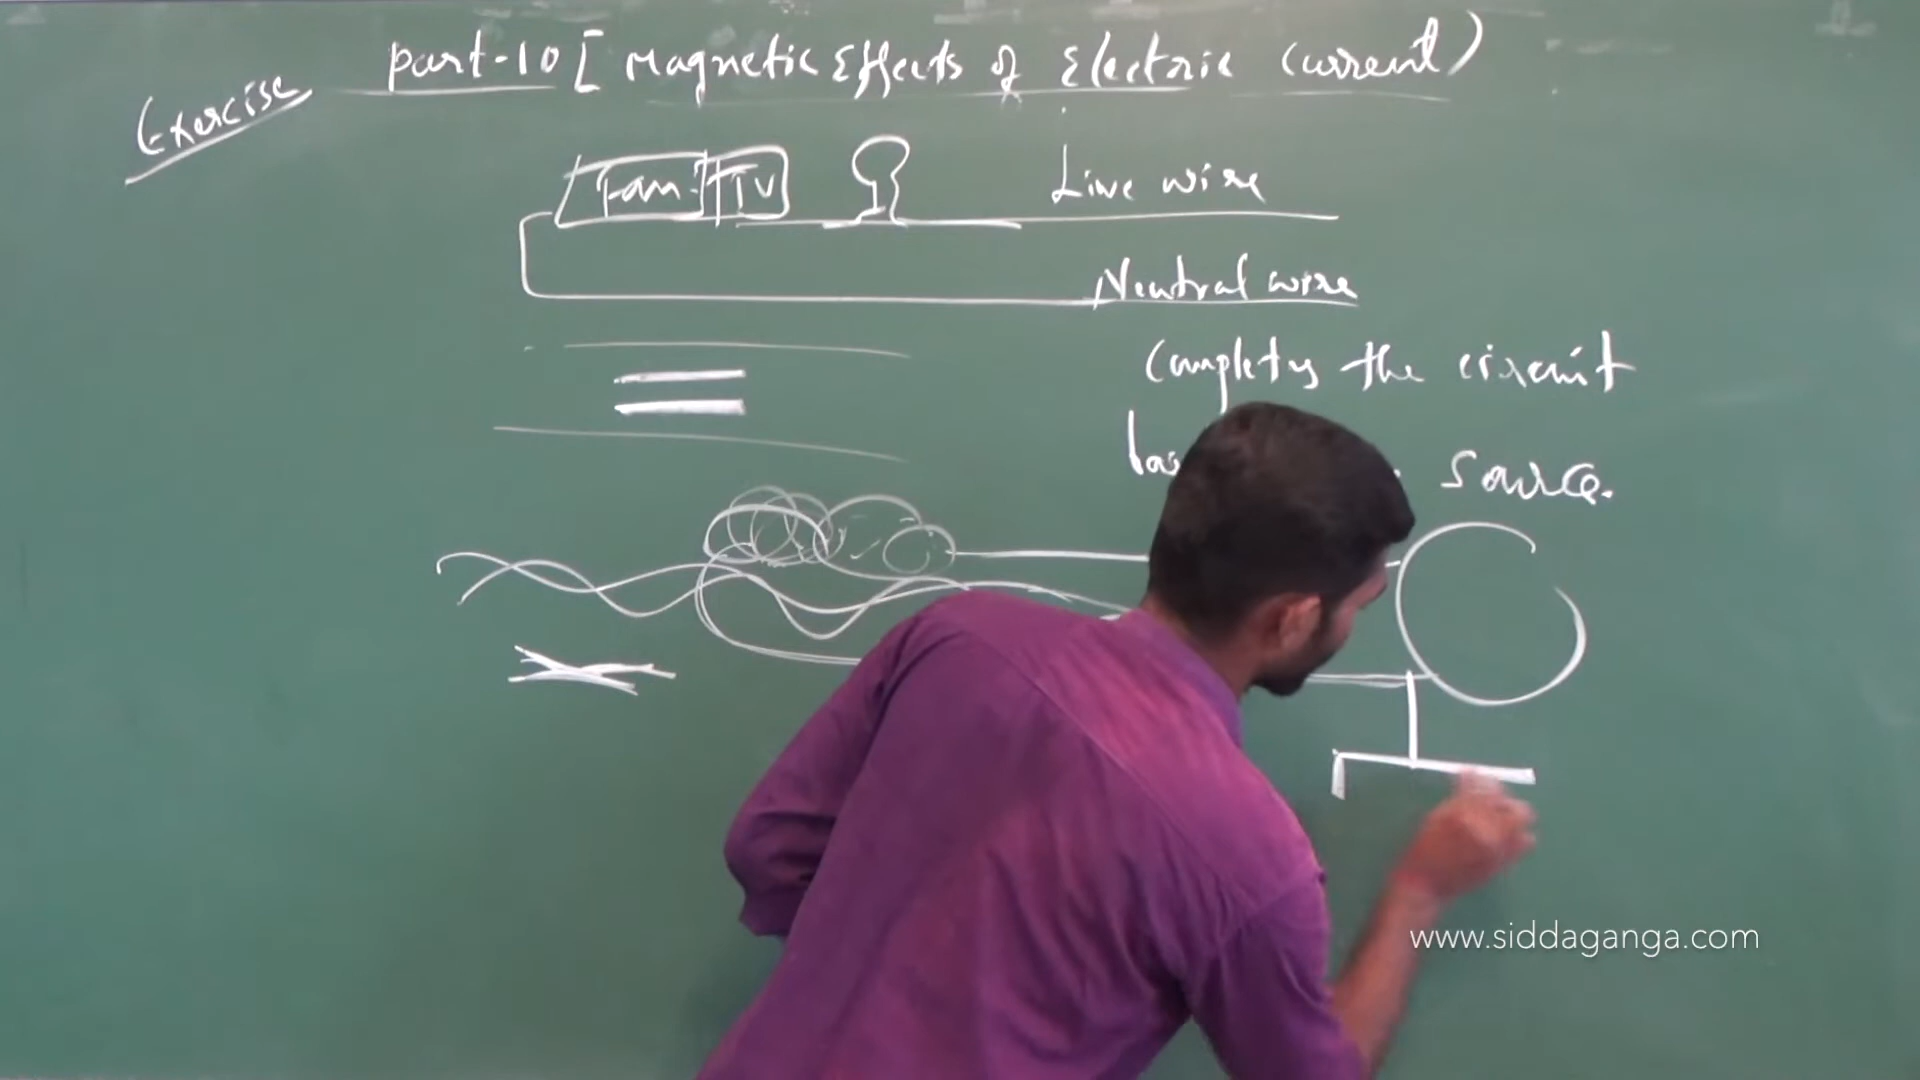 part-10 [ Magnetic Effects of Electric current)
Exercise
Fan TV
Live wire
Neutral wire
Completes the circuit
source.
www.siddaganga.com